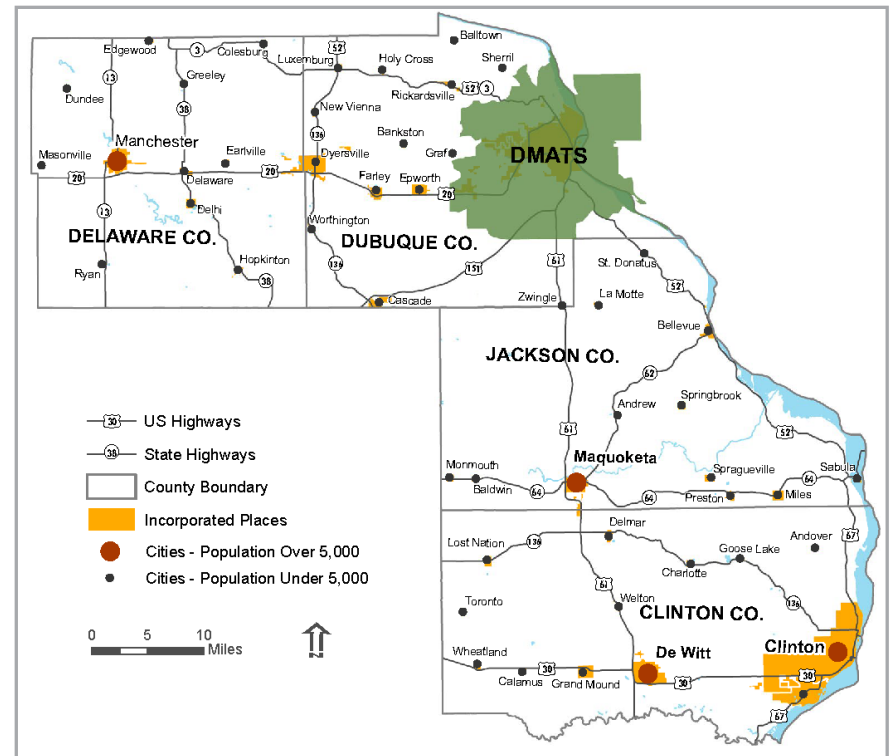 Balltown
Edgewood
3
Colesburg
52
Luxemburg
Holy Cross
Sherril
13
Greeley
Dundee
38
Rickardsville
52
3
New Vienna
136
Bankston
Manchester
Masonville
Earlville
Dyersville
Graf
DMATS
20
Delaware
20
Farley
Epworth
20
13
Delhi
Worthington
DELAWARE CO.
DUBUQUE CO.
Ryan
Hopkinton
136
151
61
St. Donatus
38
52
Cascade
Zwingle
La Motte
Bellevue
JACKSON CO.
62
Springbrook
Andrew
30
US Highways
61
52
38
State Highways
Maquoketa
Monmouth
Spragueville
Sabula
County Boundary
Baldwin
64
64
Preston
Miles
64
Incorporated Places
Delmar
67
Lost Nation
136
Goose Lake
Andover
Cities - Population Over 5,000
Charlotte
Cities - Population Under 5,000
61
Toronto
Welton
CLINTON CO.
136
0
5
10
Miles
N
Wheatland
De Witt
Clinton
30
Calamus
Grand Mound
30
30
67